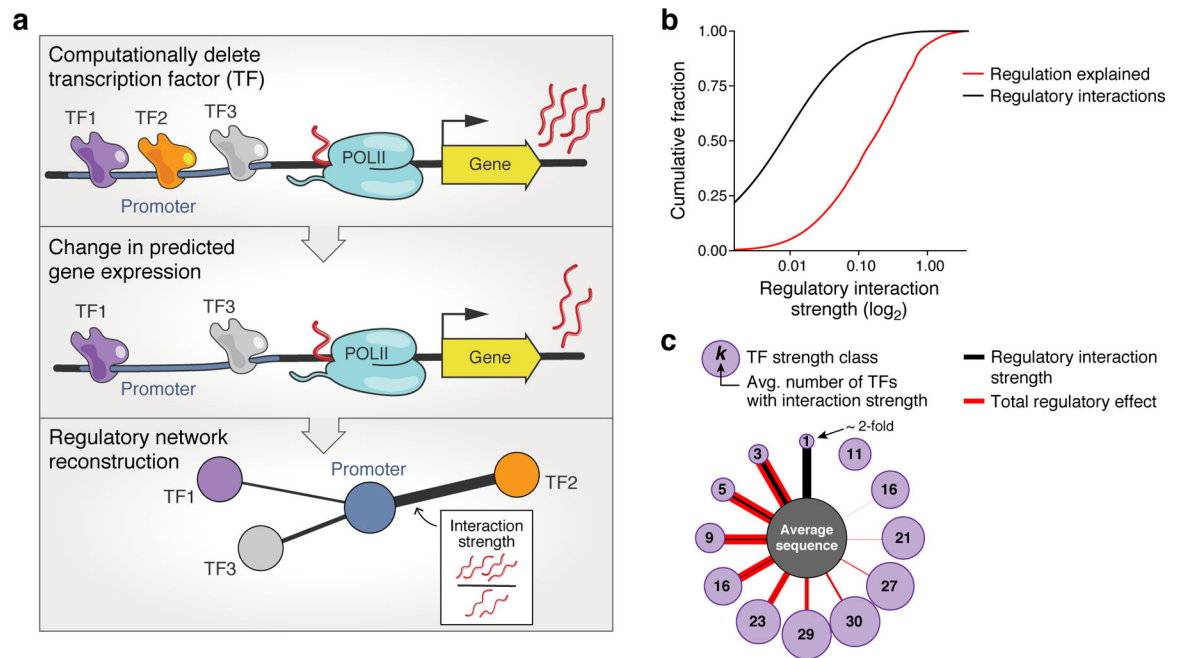 a
Computationally delete
transcription factor (TF)
TF1
TF2
TF3
POLII
Gene
Promoter
Change in predicted
gene expression
TF1
TF3
POLII
Gene
Promoter
Regulatory network
reconstruction
Promoter
TF1
TF2
TF3
Interaction
strength
b
1.00
0.75
0.50
0.25
0.00
Cumulative fraction
0.01 0.10 1.00
Regulatory interaction
strength (log2)
Regulation explained
Regulatory interactions
c
k
TF strength class
Avg. number of TFs
with interaction strength
Regulatory interaction
strength
Total regulatory effect
~ 2-fold
1
11
16
21
27
30
29
23
16
9
5
3
Average
sequence